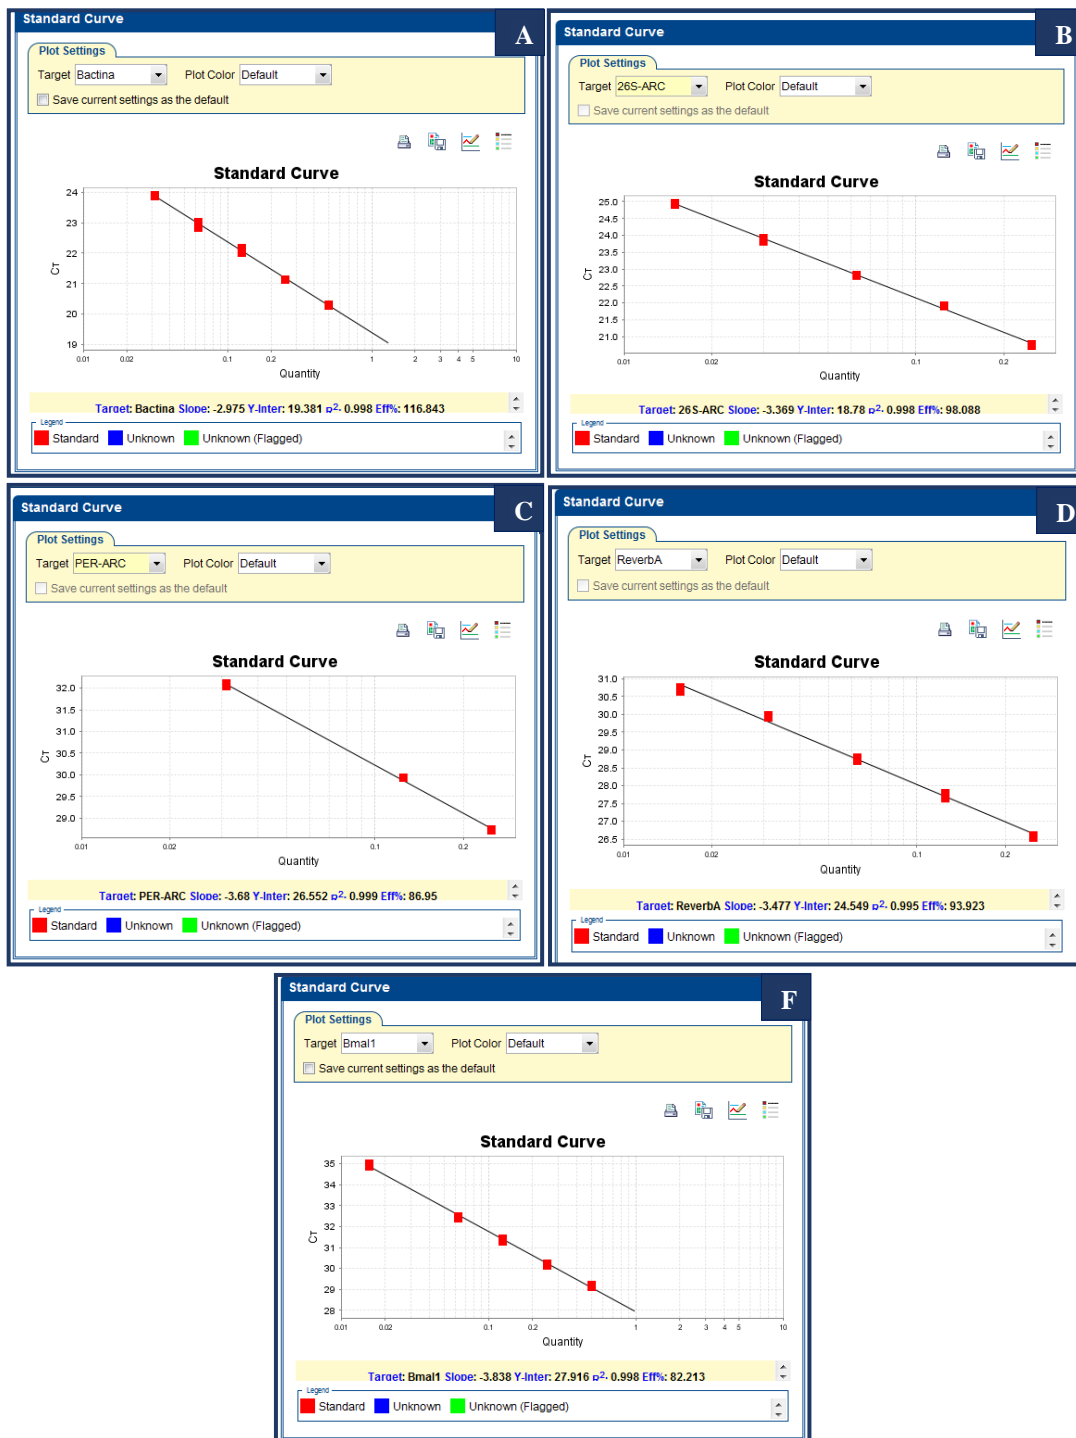 Standard Curve
A
Plot Settings
Target Bactina Plot Color Default
Save current settings as the default
Standard Curve
24
23
22
21
20
19
CT
0.01 0.02 0.1 0.2 1 2 3 4 5 10
Quantity
Target: Bactina Slope: -2.975 Y-Inter: 19.381 R2: 0.998 Eff%: 116.843
Legend
Standard Unknown Unknown (Flagged)
Standard Curve
B
Plot Settings
Target 26S-ARC Plot Color Default
Save current settings as the default
Standard Curve
25.0
24.5
24.0
23.5
23.0
22.5
22.0
21.5
21.0
CT
0.01 0.02 0.1 0.2
Quantity
Target: 26S-ARC Slope: -3.369 Y-Inter: 18.78 R2: 0.998 Eff%: 98.088
Legend
Standard Unknown Unknown (Flagged)
Standard Curve
C
Plot Settings
Target PER-ARC Plot Color Default
Save current settings as the default
Standard Curve
32.0
31.5
31.0
30.5
30.0
29.5
29.0
CT
0.01 0.02 0.1 0.2
Quantity
Target: PER-ARC Slope: -3.68 Y-Inter: 26.552 R2: 0.999 Eff%: 86.95
Legend
Standard Unknown Unknown (Flagged)
Standard Curve
D
Plot Settings
Target ReverbA Plot Color Default
Save current settings as the default
Standard Curve
31.0
30.5
30.0
29.5
29.0
28.5
28.0
27.5
27.0
26.5
CT
0.01 0.02 0.1 0.2
Quantity
Target: ReverbA Slope: -3.477 Y-Inter: 24.549 R2: 0.995 Eff%: 93.923
Legend
Standard Unknown Unknown (Flagged)
Standard Curve
F
Plot Settings
Target Bmal1 Plot Color Default
Save current settings as the default
Standard Curve
35
34
33
32
31
30
29
28
CT
0.01 0.02 0.1 0.2 1 2 3 4 5 10
Quantity
Target: Bmal1 Slope: -3.838 Y-Inter: 27.916 R2: 0.998 Eff%: 82.213
Legend
Standard Unknown Unknown (Flagged)